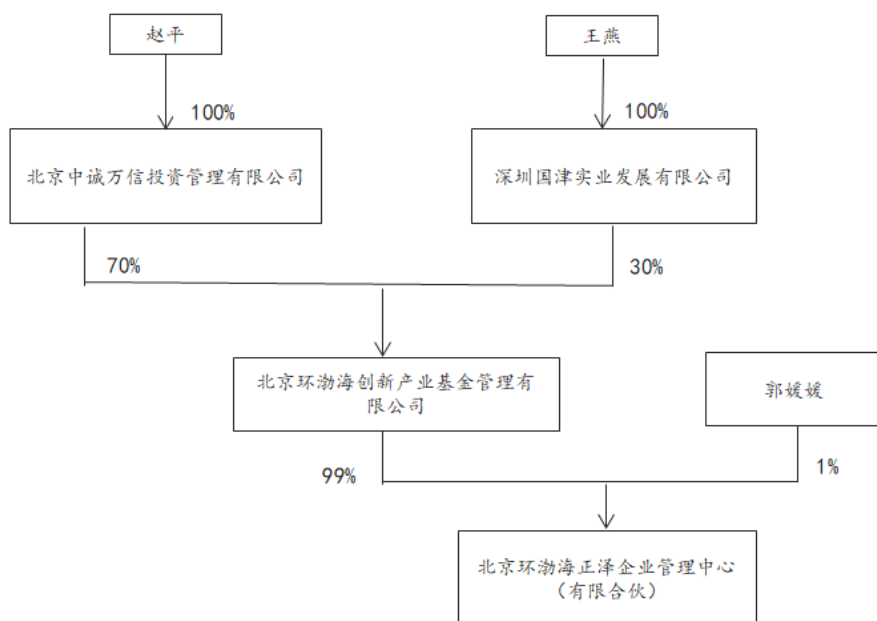 赵平
王燕
100%
100%
北京中诚万信投资管理有限公司
深圳国津实业发展有限公司
70%
30%
北京环渤海创新产业基金管理有
限公司
郭媛媛
99%
1%
北京环渤海正泽企业管理中心
（有限合伙）